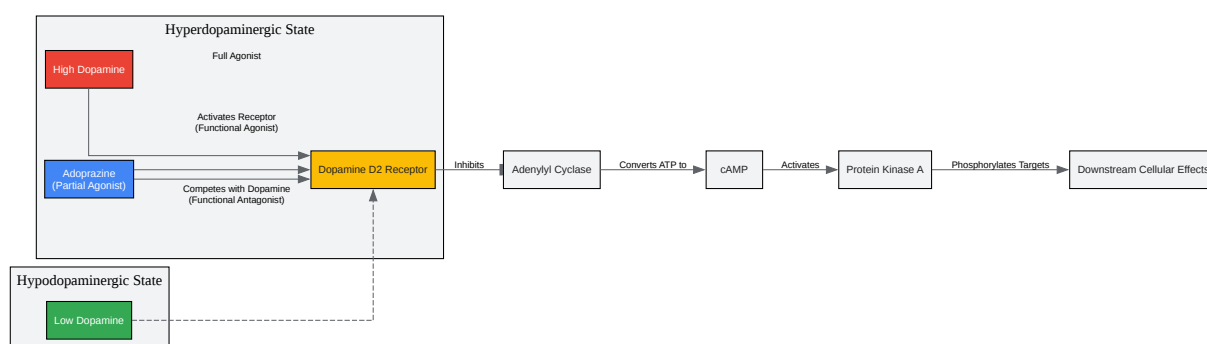 Hyperdopaminergic State
Full Agonist
High Dopamine
Activates Receptor
(Functional Agonist)
Adoprazine
(Partial Agonist)
Dopamine D2 Receptor
Inhibits
Adenylyl Cyclase
Converts ATP to
cAMP
Activates
Protein Kinase A
Phosphorylates Targets
Downstream Cellular Effects
Competes with Dopamine
(Functional Antagonist)
Hypodopaminergic State
Low Dopamine